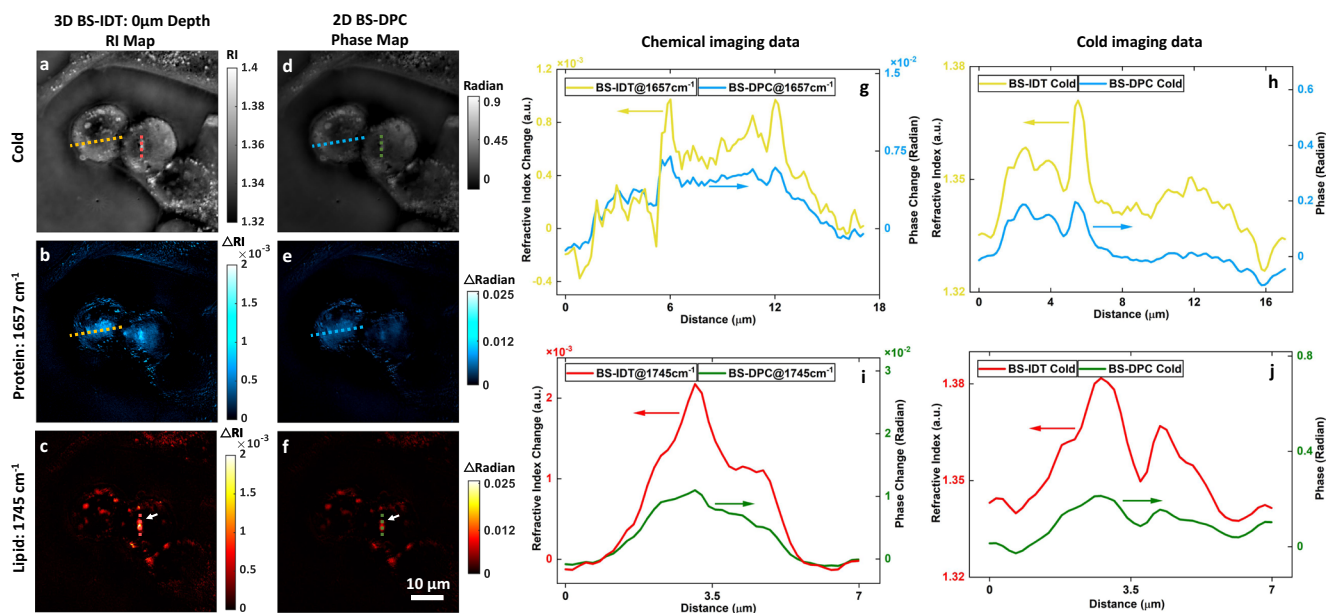 3D BS-IDT: 0μm Depth
RI Map
2D BS-DPC
Phase Map
Chemical imaging data
Cold imaging data
Cold
Protein: 1657 cm⁻¹
Lipid: 1745 cm⁻¹
a
RI
1.4
1.38
1.36
1.34
1.32
d
Radian
0.9
0.45
0
b
△RI
2 ×10⁻³
1.5
1
0.5
0
e
△Radian
0.025
0.012
0
c
△RI
2 ×10⁻³
1.5
1
0.5
0
f
△Radian
0.025
0.012
0
10 μm
×10⁻³
×10⁻²
BS-IDT@1657cm⁻¹ BS-DPC@1657cm⁻¹
g
Refractive Index Change (a.u.)
1.2
0.8
0.4
0
-0.4
Phase Change (Radian)
1.5
0.75
0
0 6 12 18
Distance (μm)
BS-IDT Cold BS-DPC Cold
h
Refractive Index (a.u.)
1.38
1.35
1.32
Phase (Radian)
0.6
0.4
0.2
0
0 4 8 12 16
Distance (μm)
×10⁻³
×10⁻²
BS-IDT@1745cm⁻¹ BS-DPC@1745cm⁻¹
i
Refractive Index Change (a.u.)
2
1
0
Phase Change (Radian)
3
2
1
0
0 3.5 7
Distance (μm)
BS-IDT Cold BS-DPC Cold
j
Refractive Index (a.u.)
1.38
1.35
1.32
Phase (Radian)
0.8
0.4
0
0 3.5 7
Distance (μm)